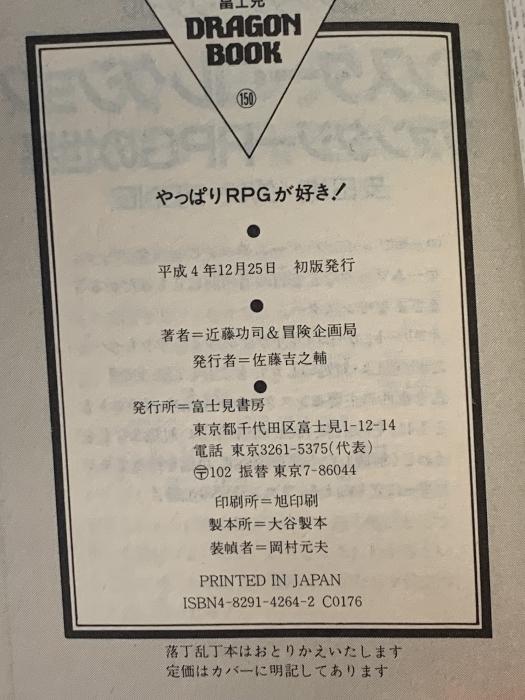 富士見
DRAGON
BOOK
150
やっぱりRPGが好き!
平成4年12月25日 初版発行
著者=近藤功司&冒険企画局
発行者=佐藤吉之輔
発行所=富士見書房
東京都千代田区富士見1-12-14
電話 東京3261-5375(代表)
〶102 振替 東京7-86044
印刷所=旭印刷
製本所=大谷製本
装幀者=岡村元夫
PRINTED IN JAPAN
ISBN4-8291-4264-2 C0176
落丁乱丁本はおとりかえいたします
定価はカバーに明記してあります